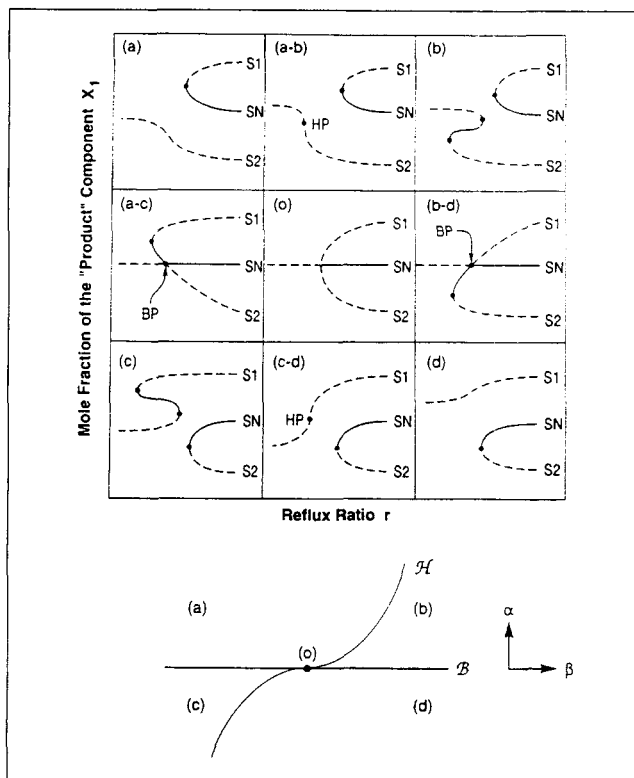 Mole Fraction of the "Product" Component X₁
(a)
S1
SN
S2
(a-b)
S1
HP
SN
S2
(b)
S1
SN
S2
(a-c)
S1
SN
BP
S2
(o)
S1
SN
S2
(b-d)
BP
S1
SN
S2
(c)
S1
SN
S2
(c-d)
S1
HP
SN
S2
(d)
S1
SN
S2
Reflux Ratio r
ℋ
(a)
(b)
α
(o)
ℬ
β
(c)
(d)